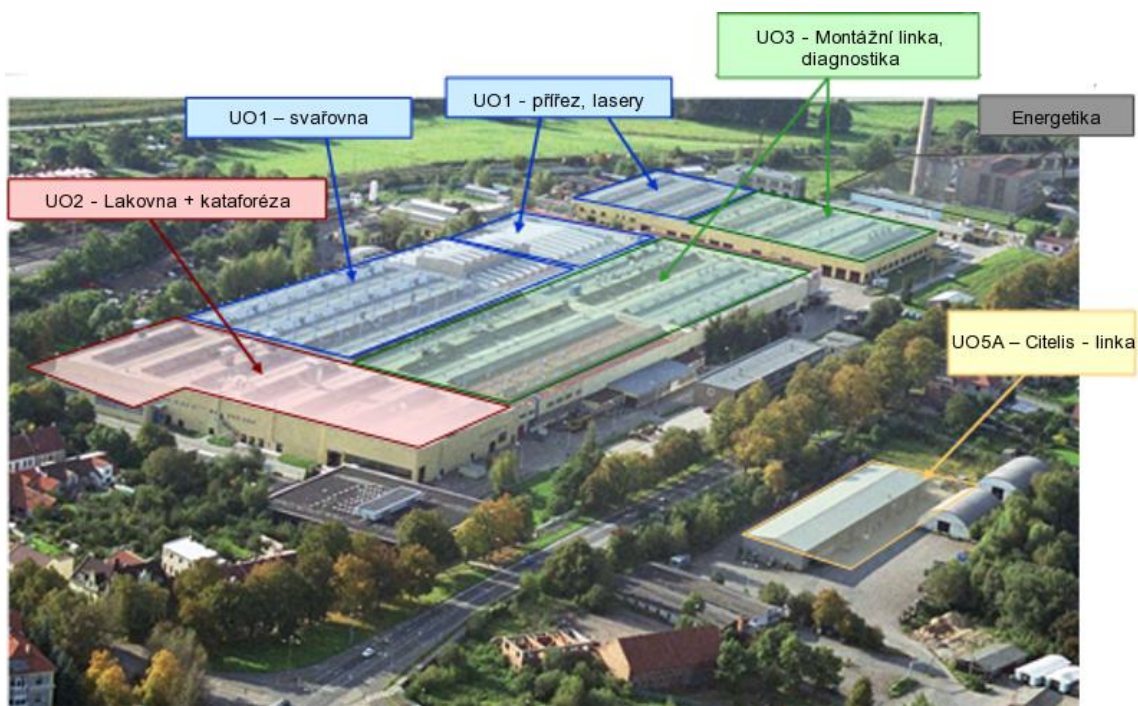 UO3 - Montážní linka,
diagnostika
UO1 - přířez, lasery
UO1 – svařovna
Energetika
UO2 - Lakovna + kataforéza
UO5A – Citelis - linka